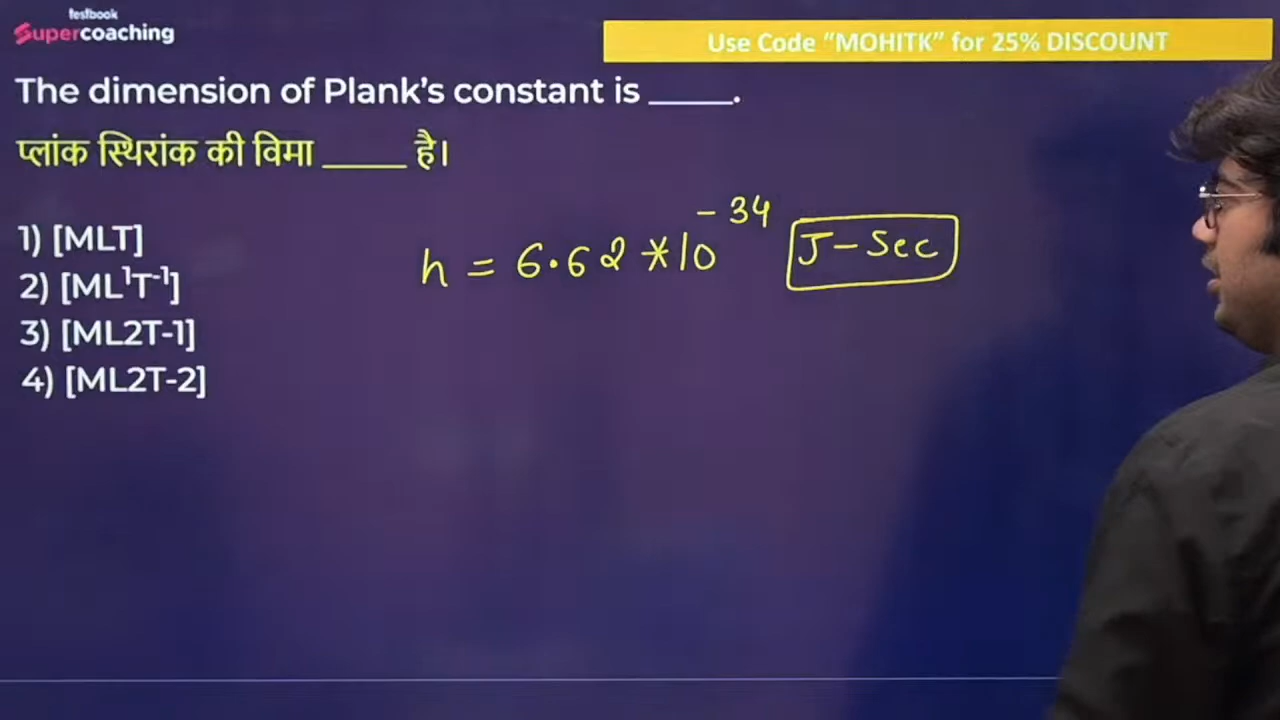 testbook
Supercoaching
Use Code “MOHITK” for 25% DISCOUNT
The dimension of Plank’s constant is _____.
प्लांक स्थिरांक की विमा _____ है।
1) [MLT]
2) [ML¹T⁻¹]
3) [ML2T-1]
4) [ML2T-2]
h = 6.62 * 10⁻³⁴ J-Sec